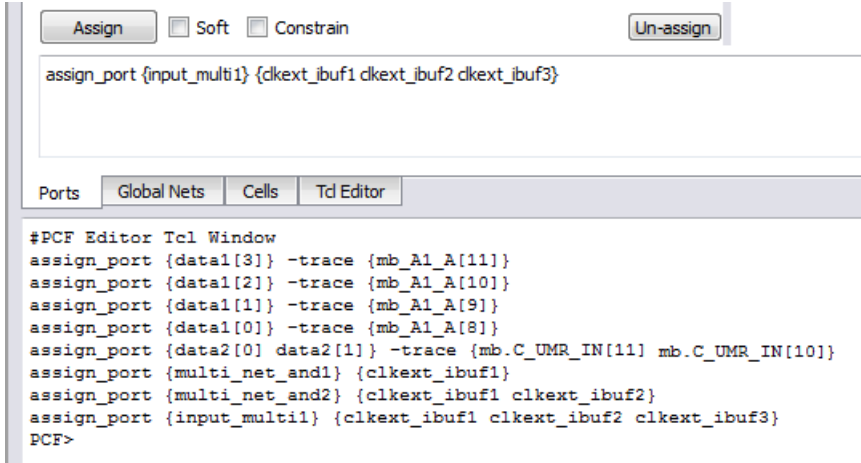 Assign Soft Constrain Un-assign
assign_port {input_multi1} {clkext_ibuf1 clkext_ibuf2 clkext_ibuf3}
Ports Global Nets Cells Tcl Editor
#PCF Editor Tcl Window
assign_port {data1[3]} -trace {mb_A1_A[11]}
assign_port {data1[2]} -trace {mb_A1_A[10]}
assign_port {data1[1]} -trace {mb_A1_A[9]}
assign_port {data1[0]} -trace {mb_A1_A[8]}
assign_port {data2[0] data2[1]} -trace {mb.C_UMR_IN[11] mb.C_UMR_IN[10]}
assign_port {multi_net_and1} {clkext_ibuf1}
assign_port {multi_net_and2} {clkext_ibuf1 clkext_ibuf2}
assign_port {input_multi1} {clkext_ibuf1 clkext_ibuf2 clkext_ibuf3}
PCF>